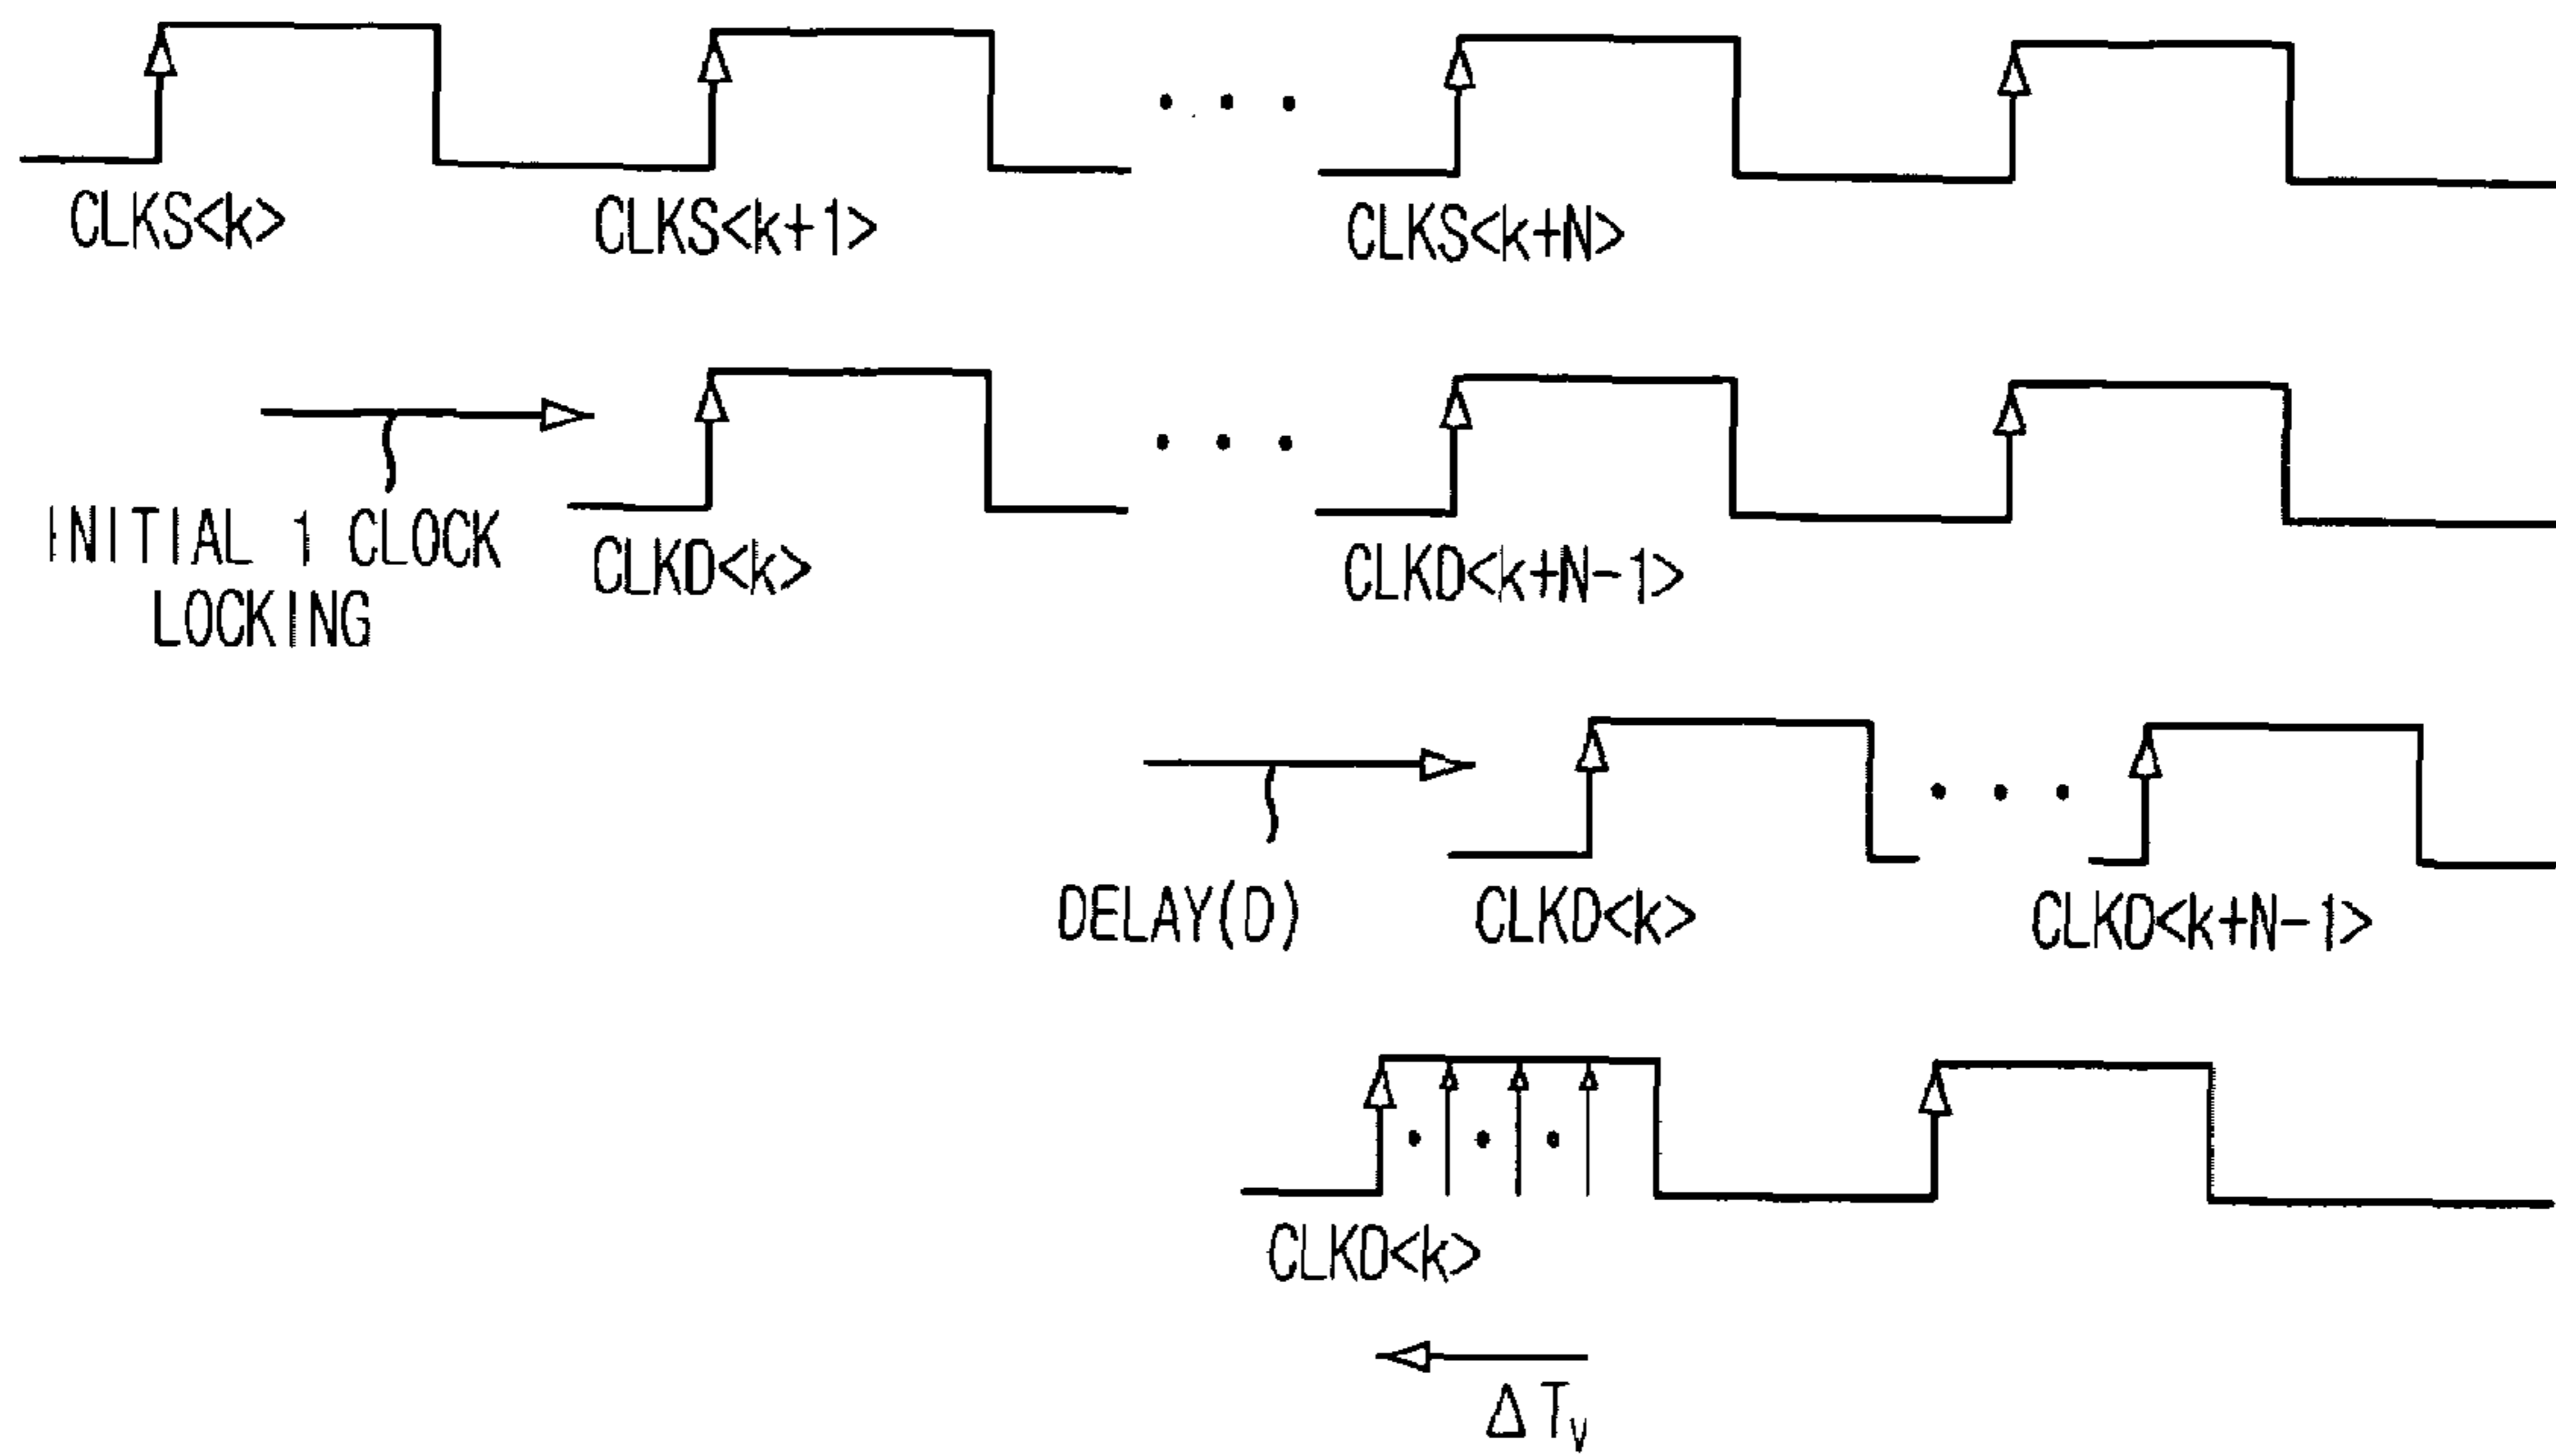 CLKS<k> CLKS<k+1> CLKS<k+N>
INITIAL 1 CLOCK
LOCKING
CLKD<k> CLKD<k+N-1>
DELAY(D) CLKD<k> CLKD<k+N-1>
CLKD<k>
ΔTv